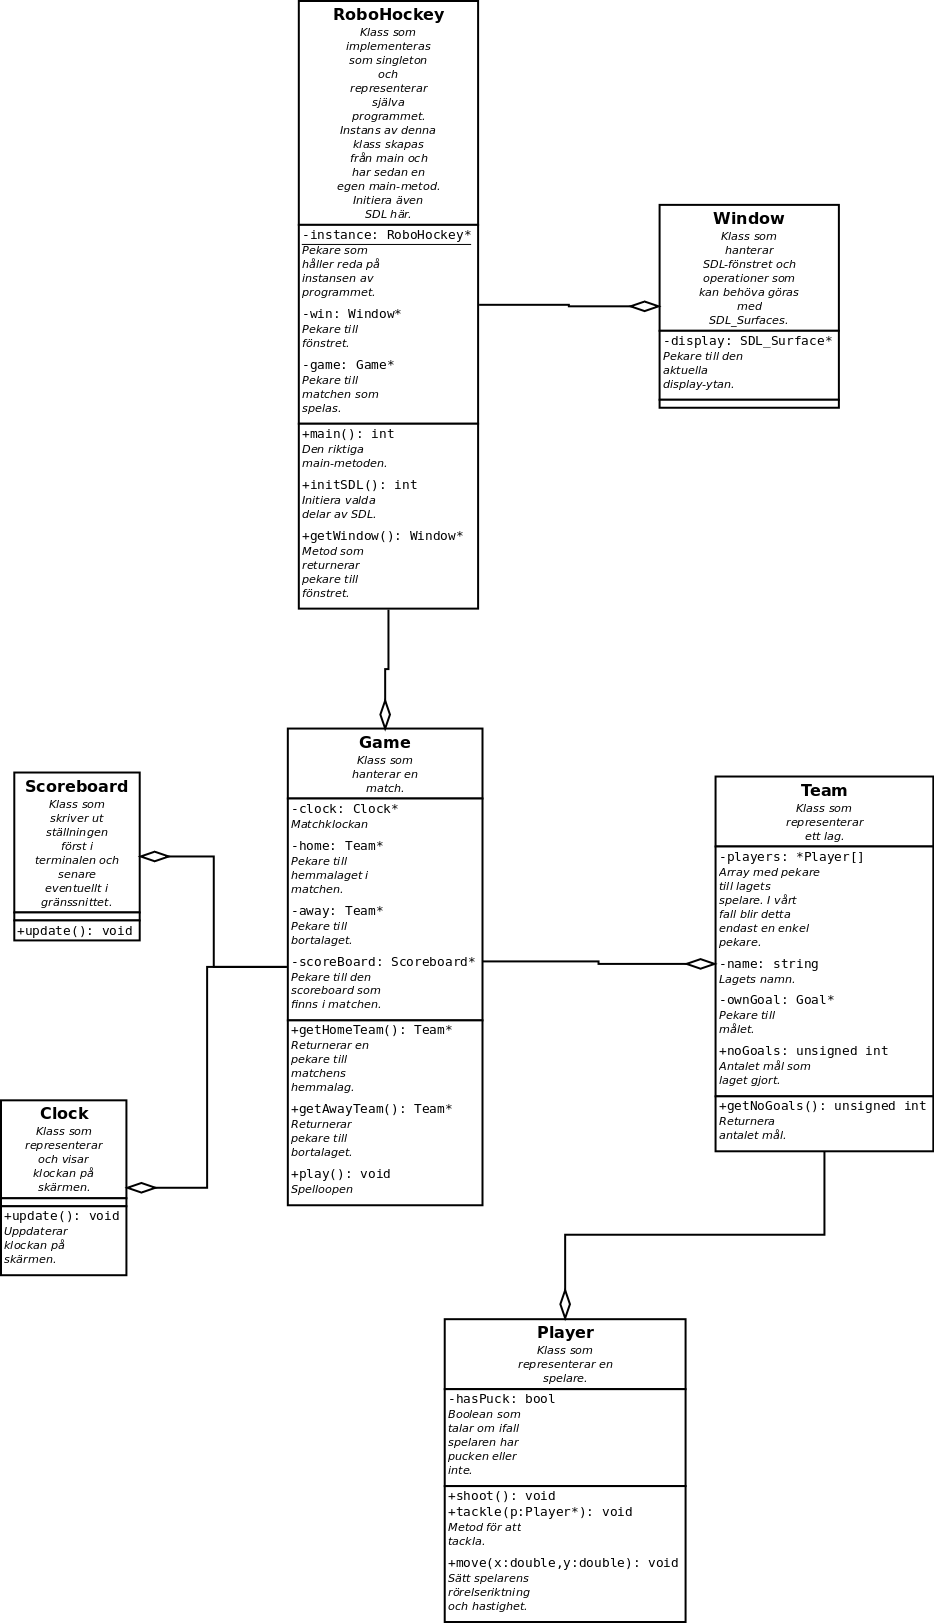 RoboHockey
Klass som
implementeras
som singleton
och
representerar
själva
programmet.
Instans av denna
klass skapas
från main och
har sedan en
egen main-metod.
Initiera även
SDL här.
-instance: RoboHockey*
Pekare som
håller reda på
instansen av
programmet.
-win: Window*
Pekare till
fönstret.
-game: Game*
Pekare till
matchen som
spelas.
+main(): int
Den riktiga
main-metoden.
+initSDL(): int
Initiera valda
delar av SDL.
+getWindow(): Window*
Metod som
returnerar
pekare till
fönstret.
Window
Klass som
hanterar
SDL-fönstret och
operationer som
kan behöva göras
med
SDL_Surfaces.
-display: SDL_Surface*
Pekare till den
aktuella
display-ytan.
Game
Klass som
hanterar en
match.
-clock: Clock*
Matchklockan
-home: Team*
Pekare till
hemmalaget i
matchen.
-away: Team*
Pekare till
bortalaget.
-scoreBoard: Scoreboard*
Pekare till den
scoreboard som
finns i matchen.
+getHomeTeam(): Team*
Returnerar en
pekare till
matchens
hemmalag.
+getAwayTeam(): Team*
Returnerar
pekare till
bortalaget.
+play(): void
Spelloopen
Scoreboard
Klass som
skriver ut
ställningen
först i
terminalen och
senare
eventuellt i
gränssnittet.
+update(): void
Team
Klass som
representerar
ett lag.
-players: *Player[]
Array med pekare
till lagets
spelare. I vårt
fall blir detta
endast en enkel
pekare.
-name: string
Lagets namn.
-ownGoal: Goal*
Pekare till
målet.
+noGoals: unsigned int
Antalet mål som
laget gjort.
+getNoGoals(): unsigned int
Returnera
antalet mål.
Clock
Klass som
representerar
och visar
klockan på
skärmen.
+update(): void
Uppdaterar
klockan på
skärmen.
Player
Klass som
representerar en
spelare.
-hasPuck: bool
Boolean som
talar om ifall
spelaren har
pucken eller
inte.
+shoot(): void
+tackle(p:Player*): void
Metod för att
tackla.
+move(x:double,y:double): void
Sätt spelarens
rörelseriktning
och hastighet.